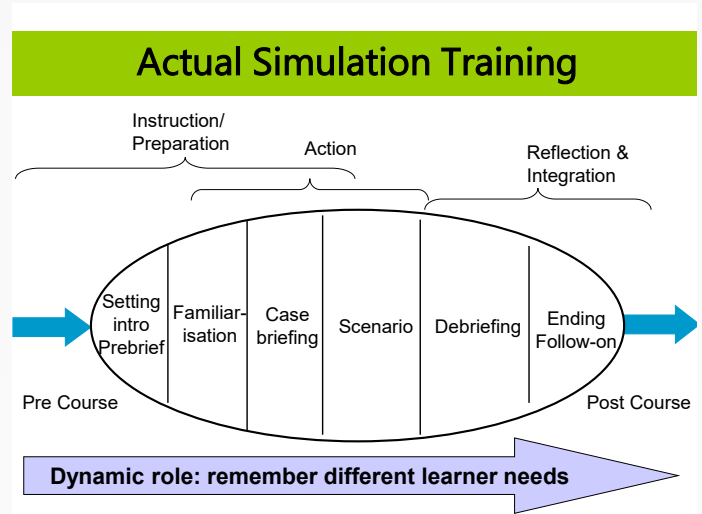 Actual Simulation Training
Instruction/
Preparation
Action
Reflection &
Integration
Setting
intro
Prebrief
Familiar-
isation
Case
briefing
Scenario
Debriefing
Ending
Follow-on
Pre Course
Post Course
Dynamic role: remember different learner needs